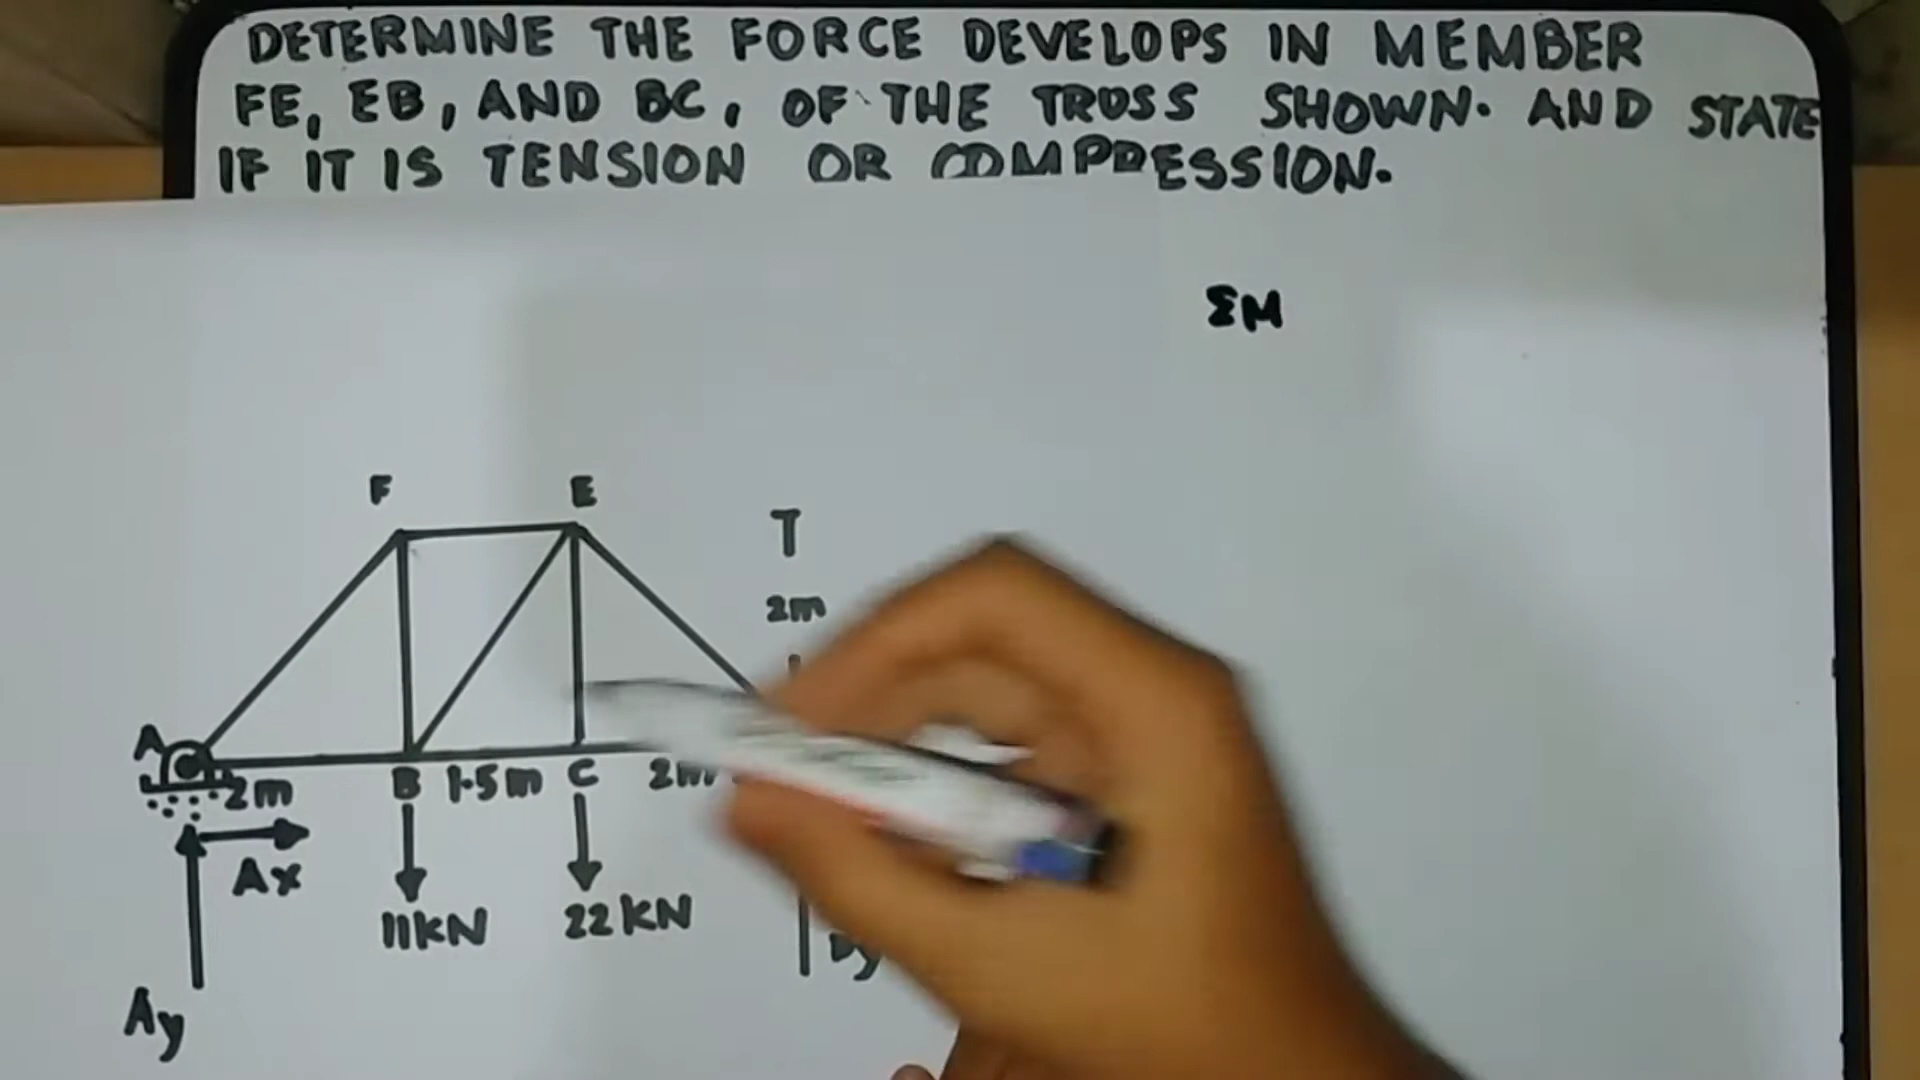 DETERMINE THE FORCE DEVELOPS IN MEMBER
FE, EB, AND BC, OF THE TRUSS SHOWN. AND STATE
IF IT IS TENSION OR COMPRESSION.
ΣM
F E
T
2m
A
2m B 1.5m C 2m
Ax
11kN 22kN
Ay